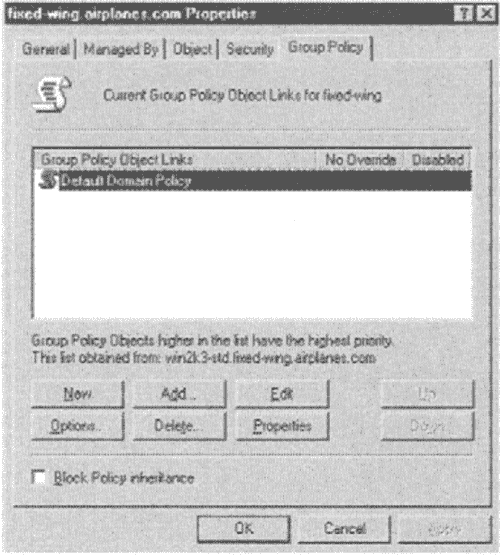 fixed-wing.airplanes.com Properties
? X
General Managed By Object Security Group Policy
Current Group Policy Object Links for fixed-wing
Group Policy Object Links No Override Disabled
Default Domain Policy
Group Policy Objects higher in the list have the highest priority.
This list obtained from: win2k3-std.fixed-wing.airplanes.com
New Add... Edit Up
Options... Delete... Properties Down
Block Policy inheritance
OK Cancel Apply